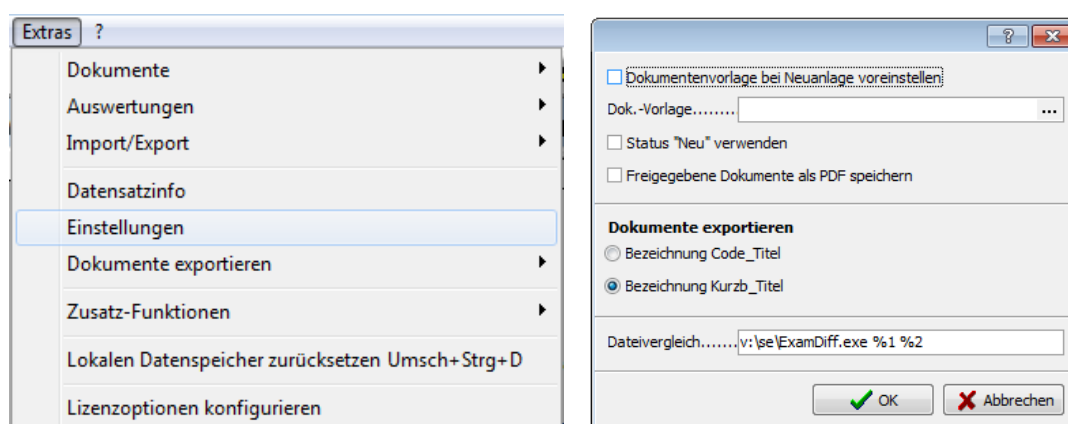 Extras ?
Dokumente
Auswertungen
Import/Export
Datensatzinfo
Einstellungen
Dokumente exportieren
Zusatz-Funktionen
Lokalen Datenspeicher zurücksetzen Umsch+Strg+D
Lizenzoptionen konfigurieren
?
Dokumentenvorlage bei Neuanlage voreinstellen
Dok.-Vorlage........ ...
Status "Neu" verwenden
Freigegebene Dokumente als PDF speichern
Dokumente exportieren
Bezeichnung Code_Titel
Bezeichnung Kurzb_Titel
Dateivergleich....... v:\se\ExamDiff.exe %1 %2
OK Abbrechen